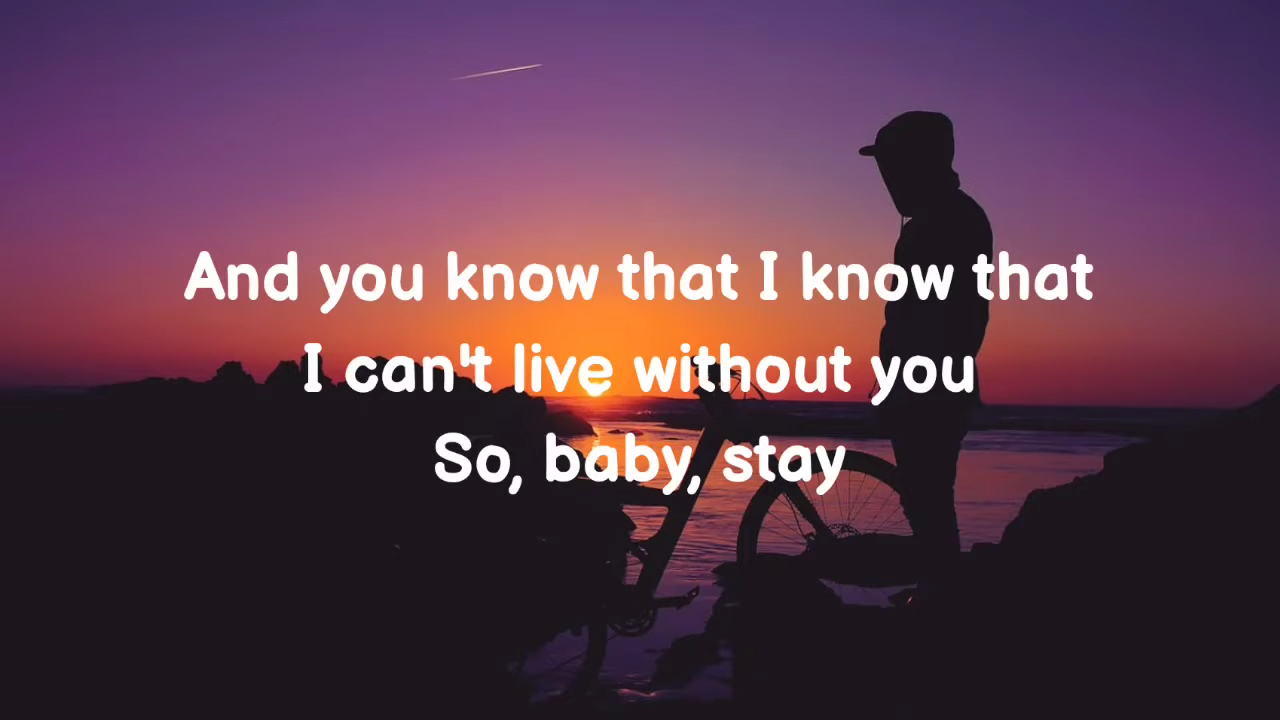 And you know that I know that
I can't live without you
So, baby, stay